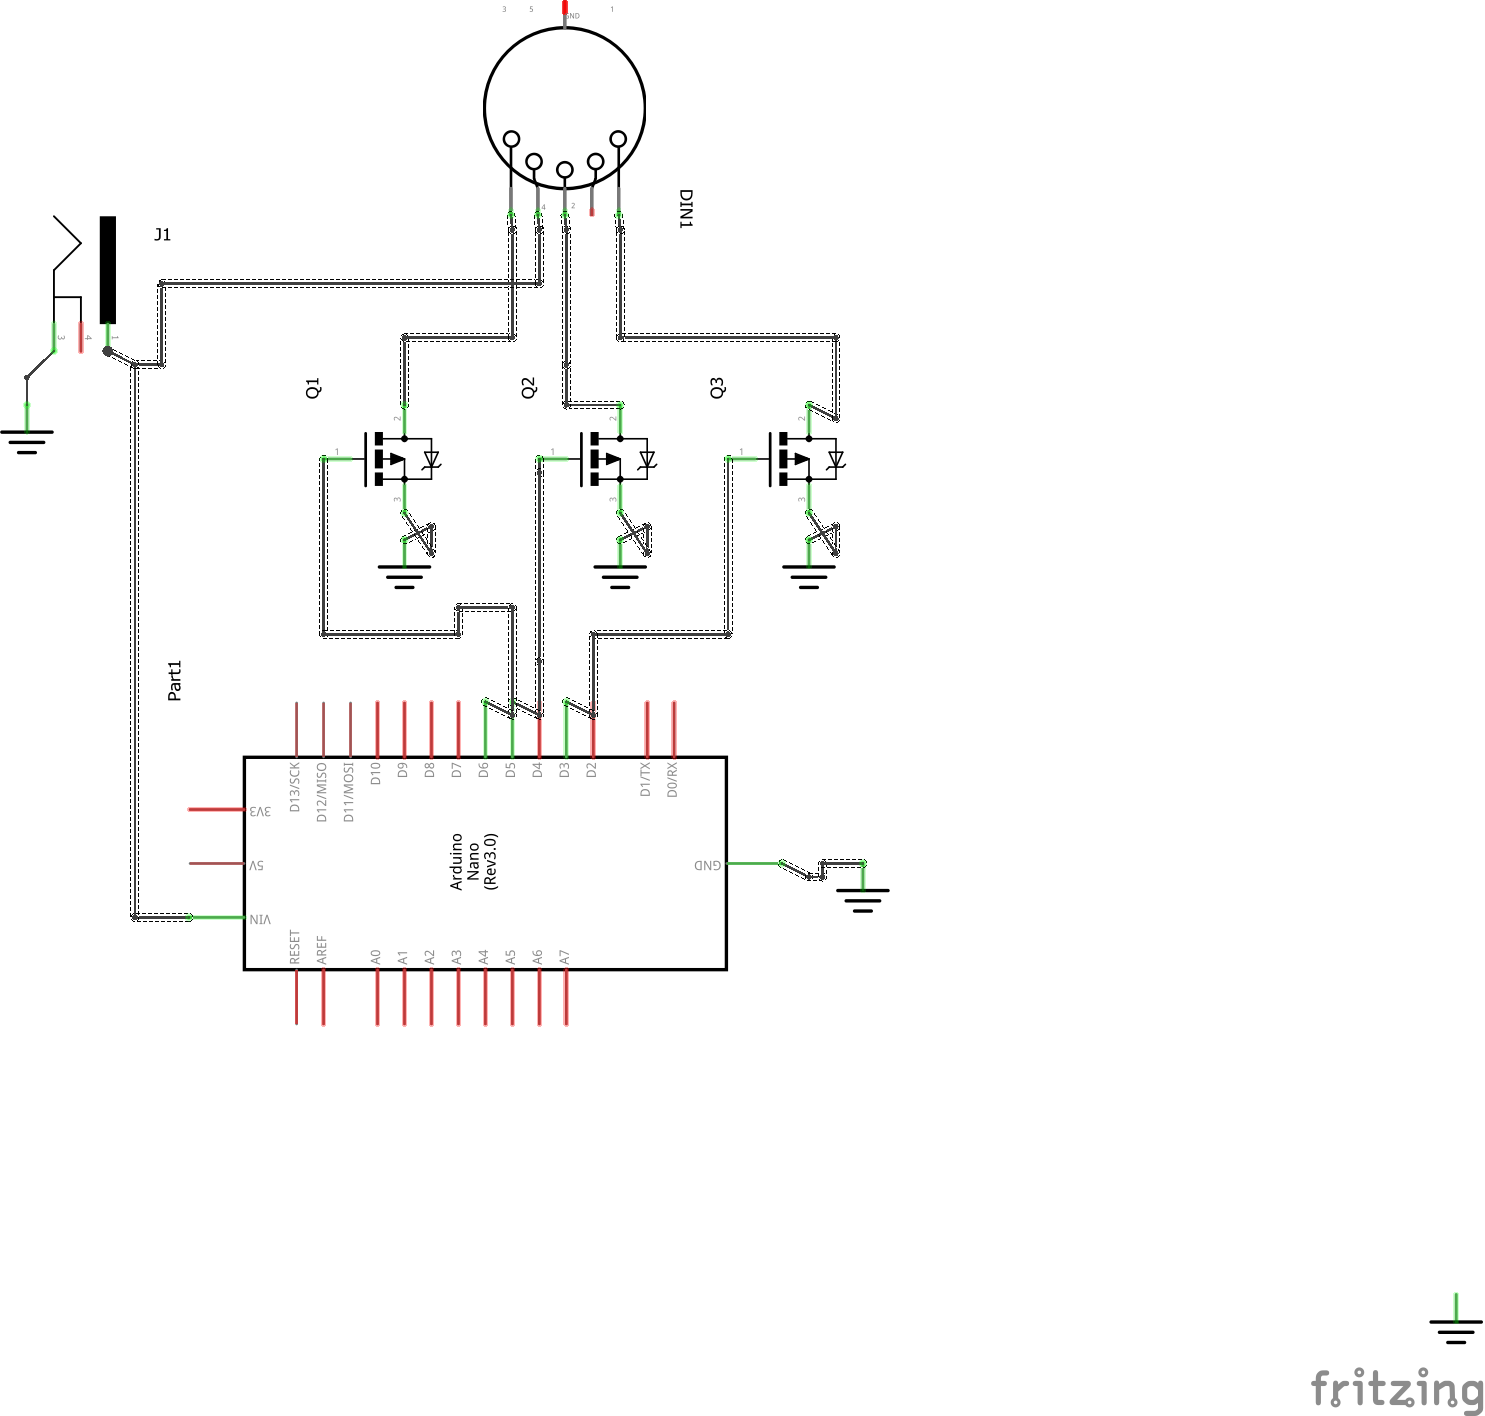 3 5 GND 1
DIN1
4 2
J1
3 4 1
Q1 Q2 Q3
2 2 2
1 1 1
3 3 3
Part1
D13/SCK D12/MISO D11/MOSI D10 D9 D8 D7 D6 D5 D4 D3 D2 D1/TX D0/RX
3V3
5V
VIN
Arduino
Nano
(Rev3.0)
GND
RESET AREF A0 A1 A2 A3 A4 A5 A6 A7
fritzing